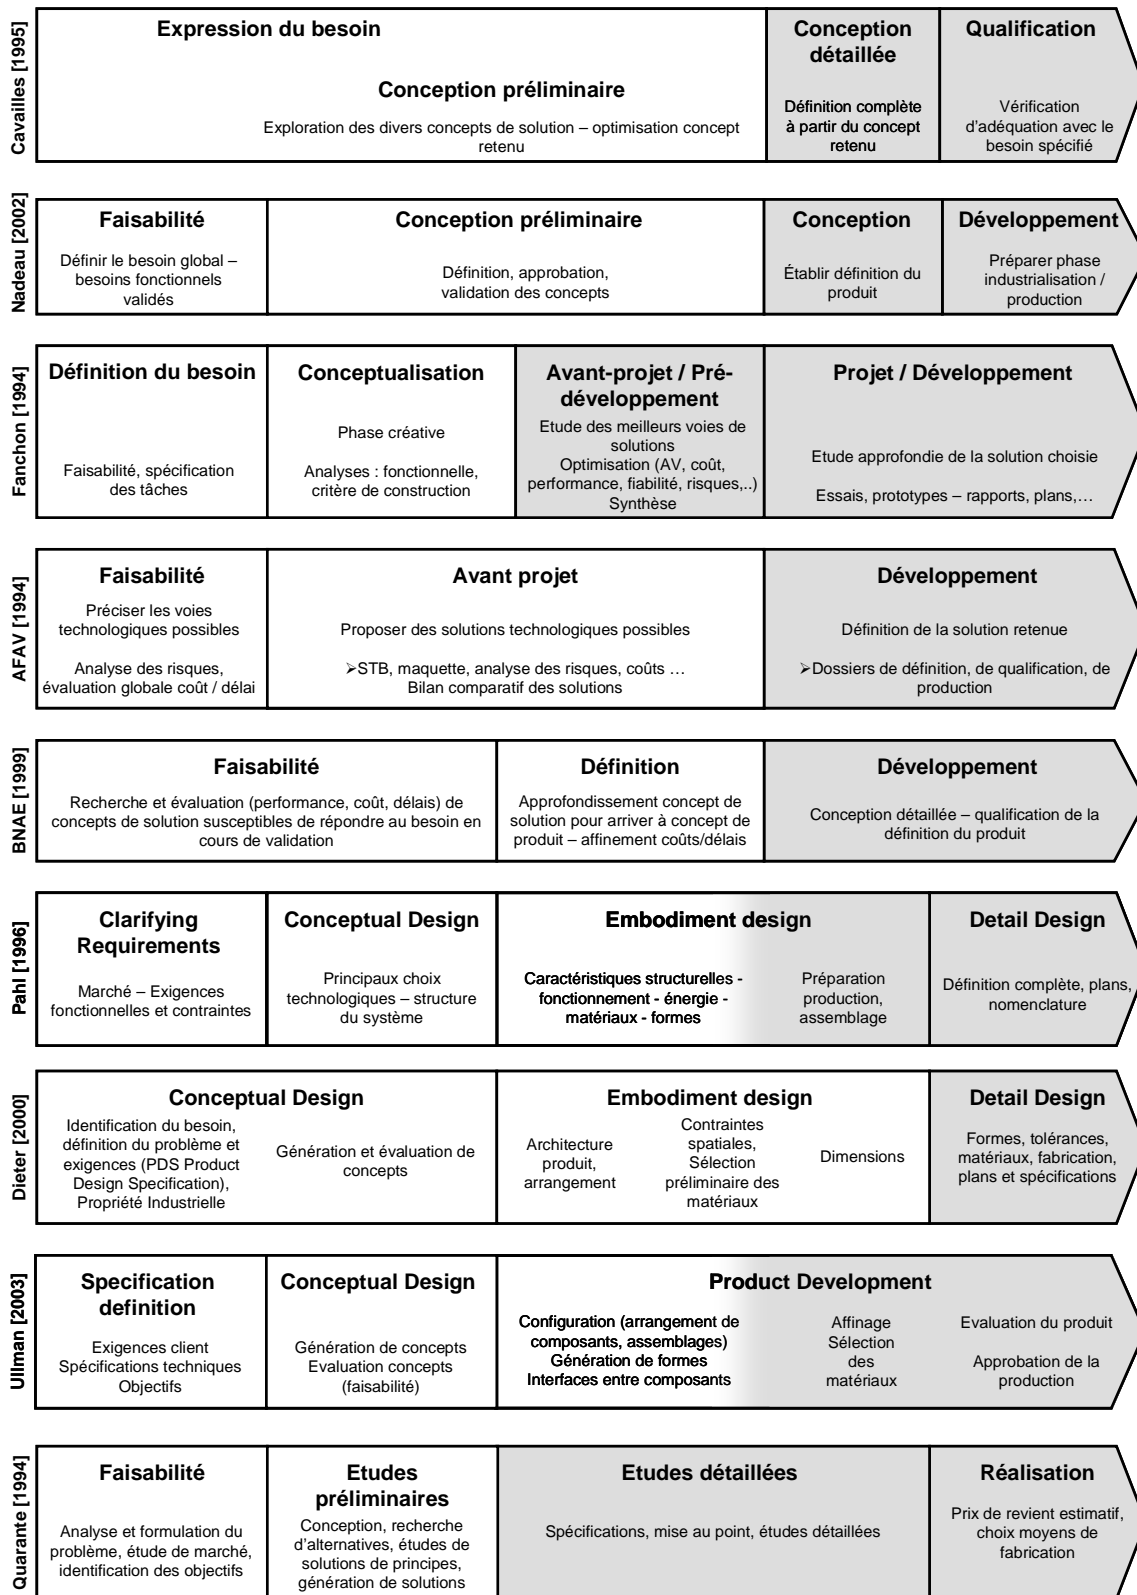 Cavailles [1995]
Expression du besoin
Conception préliminaire
Exploration des divers concepts de solution – optimisation concept
retenu
Conception
détaillée
Définition complète
à partir du concept
retenu
Qualification
Vérification
d'adéquation avec le
besoin spécifié
Nadeau [2002]
Faisabilité
Définir le besoin global –
besoins fonctionnels
validés
Conception préliminaire
Définition, approbation,
validation des concepts
Conception
Établir définition du
produit
Développement
Préparer phase
industrialisation /
production
Fanchon [1994]
Définition du besoin
Faisabilité, spécification
des tâches
Conceptualisation
Phase créative
Analyses : fonctionnelle,
critère de construction
Avant-projet / Pré-
développement
Etude des meilleurs voies de
solutions
Optimisation (AV, coût,
performance, fiabilité, risques,..)
Synthèse
Projet / Développement
Etude approfondie de la solution choisie
Essais, prototypes – rapports, plans,…
AFAV [1994]
Faisabilité
Préciser les voies
technologiques possibles
Analyse des risques,
évaluation globale coût / délai
Avant projet
Proposer des solutions technologiques possibles
➢STB, maquette, analyse des risques, coûts …
Bilan comparatif des solutions
Développement
Définition de la solution retenue
➢Dossiers de définition, de qualification, de
production
BNAE [1999]
Faisabilité
Recherche et évaluation (performance, coût, délais) de
concepts de solution susceptibles de répondre au besoin en
cours de validation
Définition
Approfondissement concept de
solution pour arriver à concept de
produit – affinement coûts/délais
Développement
Conception détaillée – qualification de la
définition du produit
Pahl [1996]
Clarifying
Requirements
Marché – Exigences
fonctionnelles et contraintes
Conceptual Design
Principaux choix
technologiques – structure
du système
Embodiment design
Caractéristiques structurelles -
fonctionnement - énergie -
matériaux - formes
Préparation
production,
assemblage
Detail Design
Définition complète, plans,
nomenclature
Dieter [2000]
Conceptual Design
Identification du besoin,
définition du problème et
exigences (PDS Product
Design Specification),
Propriété Industrielle
Génération et évaluation de
concepts
Embodiment design
Architecture
produit,
arrangement
Contraintes
spatiales,
Sélection
préliminaire des
matériaux
Dimensions
Detail Design
Formes, tolérances,
matériaux, fabrication,
plans et spécifications
Ullman [2003]
Specification
definition
Exigences client
Spécifications techniques
Objectifs
Conceptual Design
Génération de concepts
Evaluation concepts
(faisabilité)
Product Development
Configuration (arrangement de
composants, assemblages)
Génération de formes
Interfaces entre composants
Affinage
Sélection
des
matériaux
Evaluation du produit
Approbation de la
production
Quarante [1994]
Faisabilité
Analyse et formulation du
problème, étude de marché,
identification des objectifs
Etudes
préliminaires
Conception, recherche
d'alternatives, études de
solutions de principes,
génération de solutions
Etudes détaillées
Spécifications, mise au point, études détaillées
Réalisation
Prix de revient estimatif,
choix moyens de
fabrication